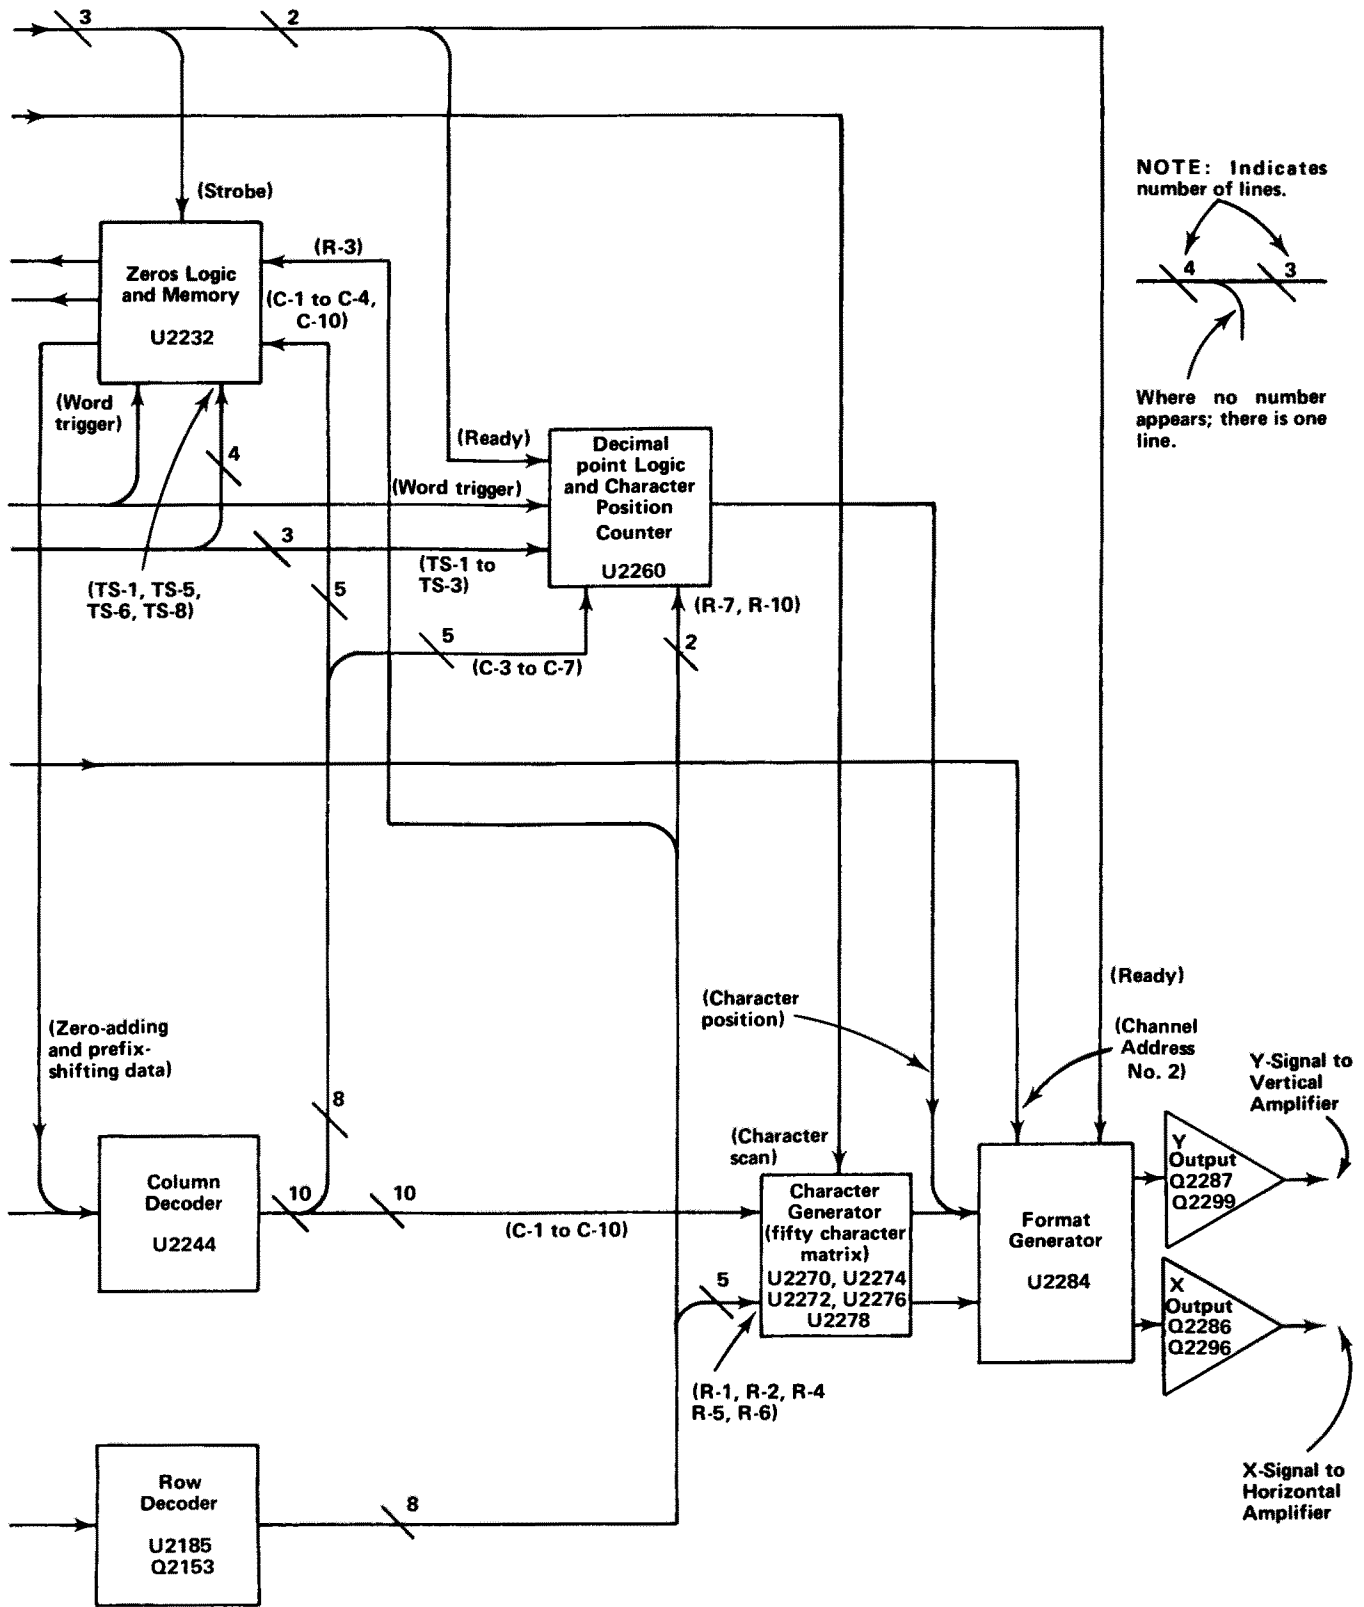 3
2
NOTE: Indicates
number of lines.
4
3
Where no number
appears; there is one
line.
(Strobe)
Zeros Logic
and Memory
U2232
(R-3)
(C-1 to C-4,
C-10)
(Word
trigger)
4
(Ready)
(Word trigger)
Decimal
point Logic
and Character
Position
Counter
U2260
3
(TS-1 to
TS-3)
(TS-1, TS-5,
TS-6, TS-8)
5
5
(C-3 to C-7)
(R-7, R-10)
2
(Ready)
(Character
position)
(Channel
Address
No. 2)
(Zero-adding
and prefix-
shifting data)
8
Y-Signal to
Vertical
Amplifier
(Character
scan)
Column
Decoder
U2244
10
10
(C-1 to C-10)
Character
Generator
(fifty character
matrix)
U2270, U2274
U2272, U2276
U2278
5
Format
Generator
U2284
Y
Output
Q2287
Q2299
X
Output
Q2286
Q2296
(R-1, R-2, R-4
R-5, R-6)
X-Signal to
Horizontal
Amplifier
Row
Decoder
U2185
Q2153
8